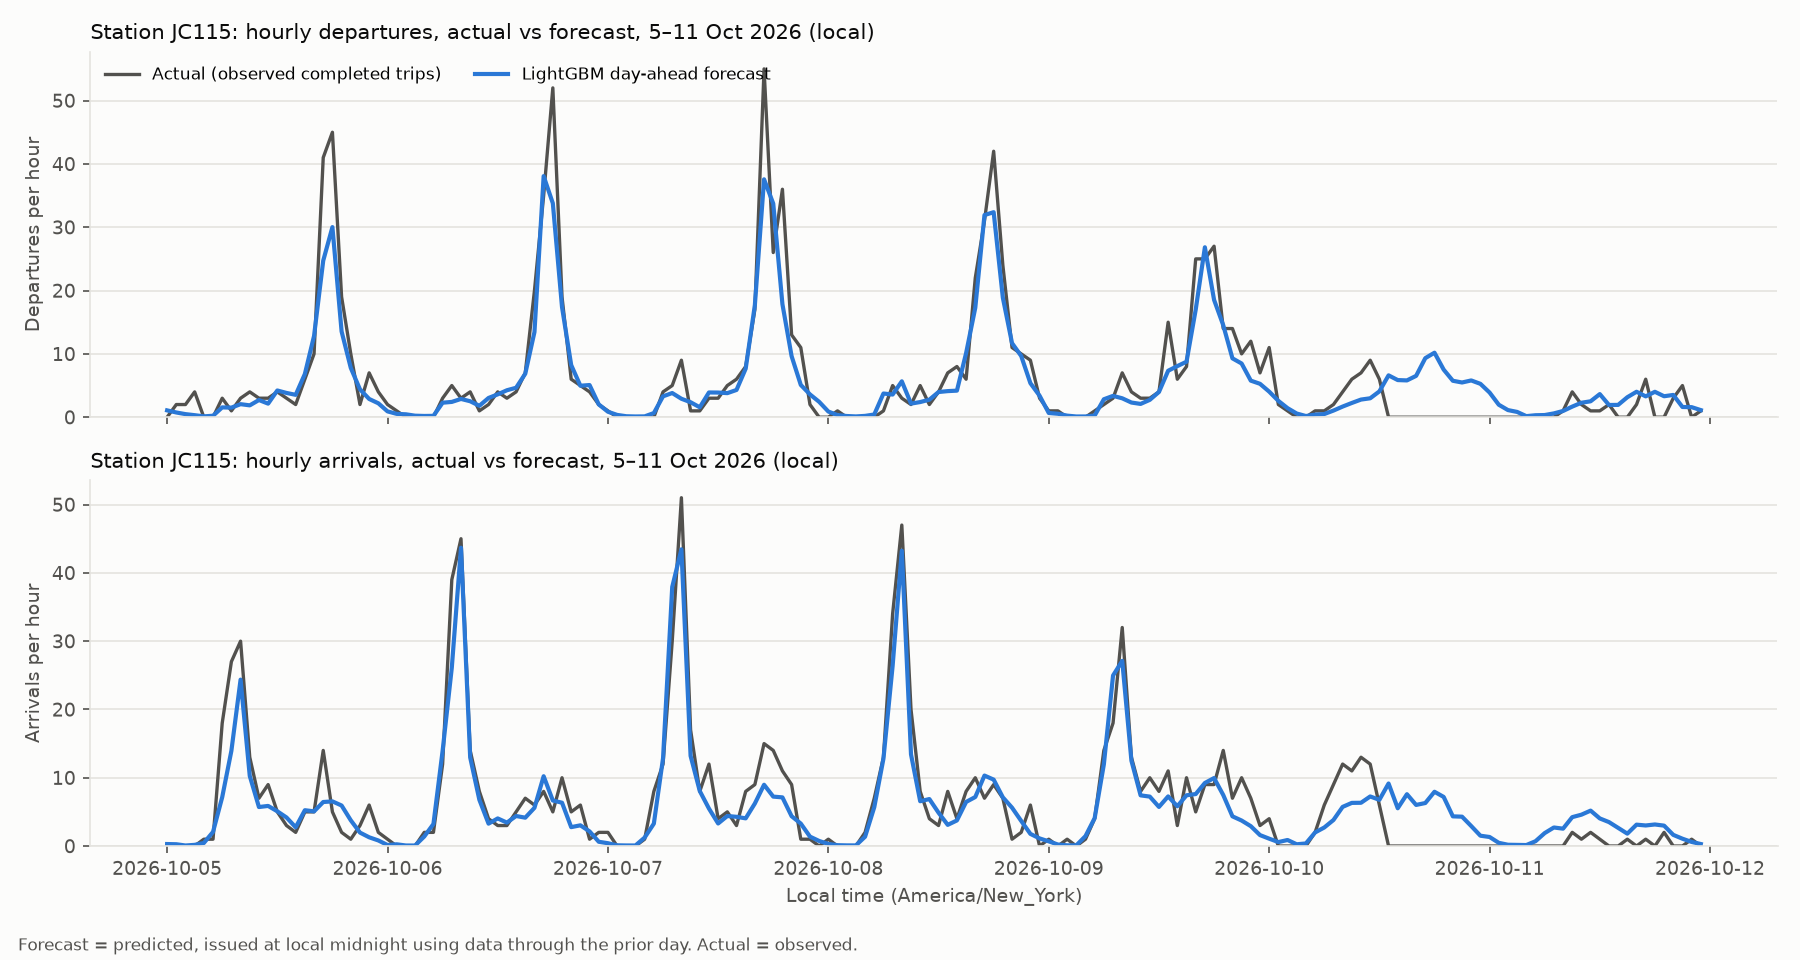 Station JC115: hourly departures, actual vs forecast, 5–11 Oct 2026 (local)
Actual (observed completed trips)
LightGBM day-ahead forecast
Departures per hour
50
40
30
20
10
0
Station JC115: hourly arrivals, actual vs forecast, 5–11 Oct 2026 (local)
Arrivals per hour
50
40
30
20
10
0
2026-10-05
2026-10-06
2026-10-07
2026-10-08
2026-10-09
2026-10-10
2026-10-11
2026-10-12
Local time (America/New_York)
Forecast = predicted, issued at local midnight using data through the prior day. Actual = observed.